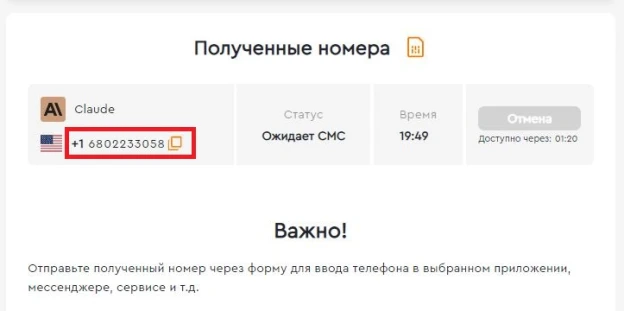 Полученные номера
Claude
+1 6802233058
Статус
Ожидает СМС
Время
19:49
Отмена
Доступно через: 01:20
Важно!
Отправьте полученный номер через форму для ввода телефона в выбранном приложении,
мессенджере, сервисе и т.д.